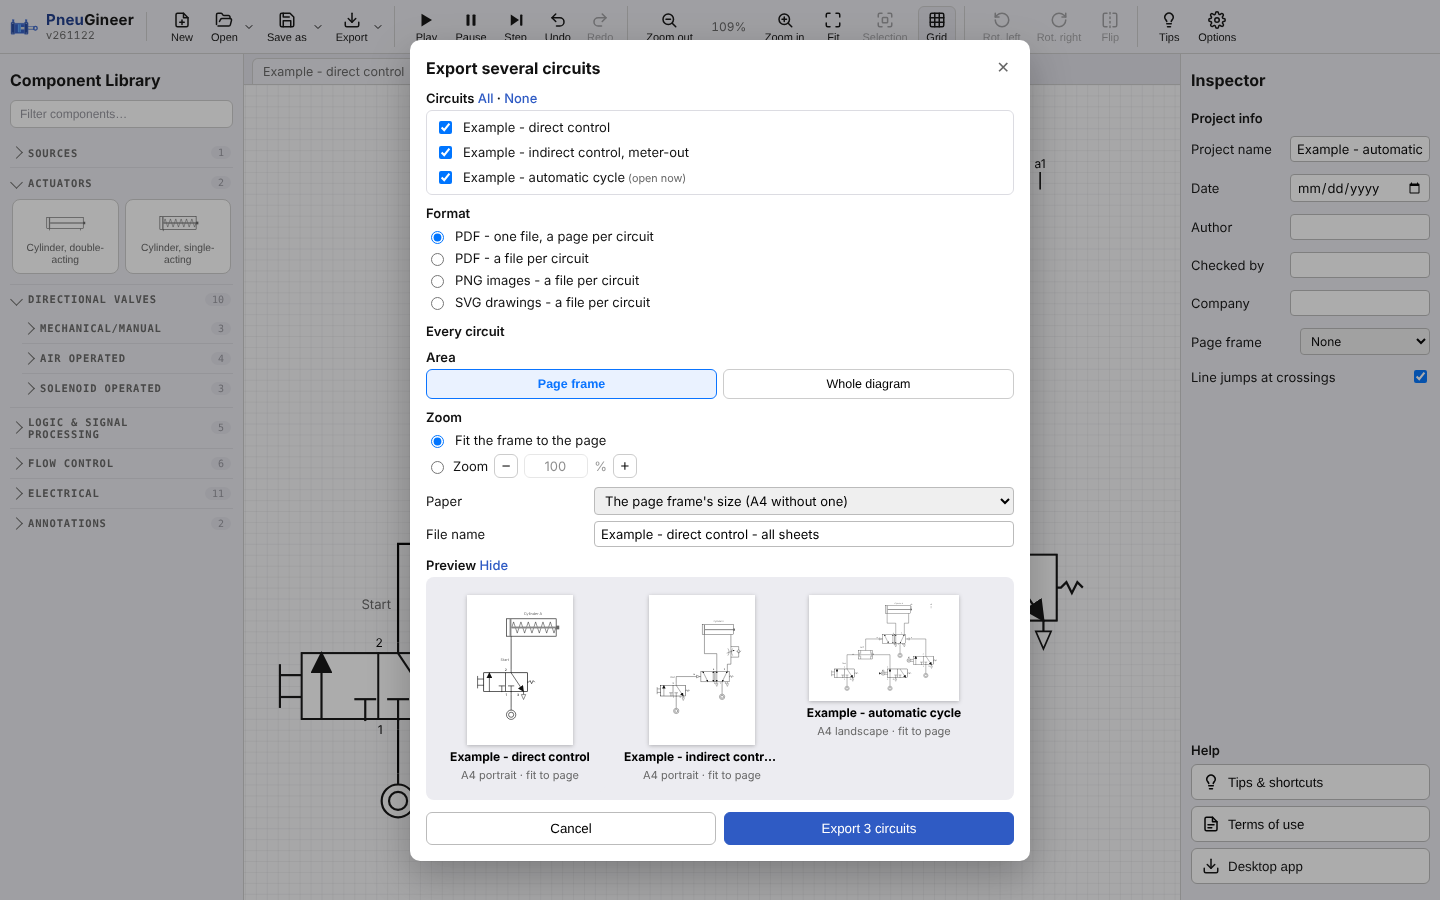 PneuGineer
v261122
New
Open
Save as
Export
Play
Pause
Step
Undo
Redo
Zoom out
109%
Zoom in
Fit
Selection
Grid
Rot. left
Rot. right
Flip
Tips
Options
Component Library
Filter components...
SOURCES 1
ACTUATORS 2
Cylinder, double-
acting
Cylinder, single-
acting
DIRECTIONAL VALVES 10
MECHANICAL/MANUAL 3
AIR OPERATED 4
SOLENOID OPERATED 3
LOGIC & SIGNAL
PROCESSING 5
FLOW CONTROL 6
ELECTRICAL 11
ANNOTATIONS 2
Example - direct control
Start
2
1
a1
Export several circuits
Circuits All · None
Example - direct control
Example - indirect control, meter-out
Example - automatic cycle (open now)
Format
PDF - one file, a page per circuit
PDF - a file per circuit
PNG images - a file per circuit
SVG drawings - a file per circuit
Every circuit
Area
Page frame
Whole diagram
Zoom
Fit the frame to the page
Zoom − 100 % +
Paper The page frame's size (A4 without one)
File name Example - direct control - all sheets
Preview Hide
Cylinder A
Start
Example - direct control
A4 portrait · fit to page
Example - indirect contr...
A4 portrait · fit to page
Example - automatic cycle
A4 landscape · fit to page
Cancel
Export 3 circuits
Inspector
Project info
Project name Example - automatic
Date mm/dd/yyyy
Author
Checked by
Company
Page frame None
Line jumps at crossings
Help
Tips & shortcuts
Terms of use
Desktop app